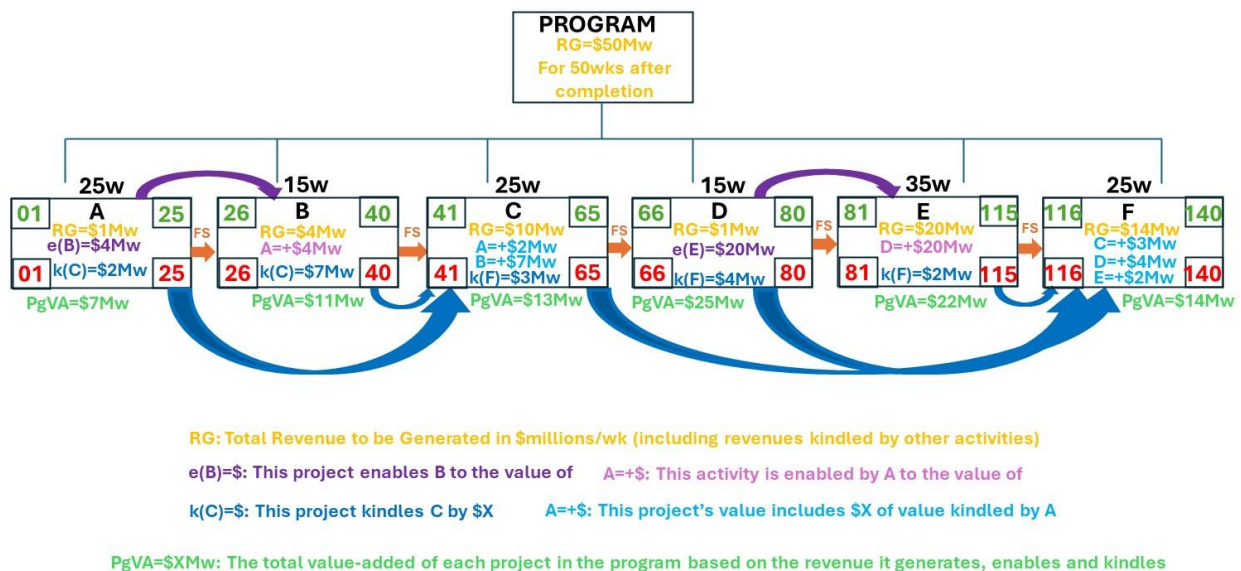 PROGRAM
RG=$50Mw
For 50wks after
completion
25w
15w
25w
15w
35w
25w
01
A
25
RG=$1Mw
e(B)=$4Mw
k(C)=$2Mw
01
25
PgVA=$7Mw
FS
26
B
40
RG=$4Mw
A=+$4Mw
k(C)=$7Mw
26
40
PgVA=$11Mw
FS
41
C
65
RG=$10Mw
A=+$2Mw
B=+$7Mw
k(F)=$3Mw
41
65
PgVA=$13Mw
FS
66
D
80
RG=$1Mw
e(E)=$20Mw
k(F)=$4Mw
66
80
PgVA=$25Mw
FS
81
E
115
RG=$20Mw
D=+$20Mw
k(F)=$2Mw
81
115
PgVA=$22Mw
FS
116
F
140
RG=$14Mw
C=+$3Mw
D=+$4Mw
E=+$2Mw
116
140
PgVA=$14Mw
RG: Total Revenue to be Generated in $millions/wk (including revenues kindled by other activities)
e(B)=$: This project enables B to the value of
A=+$: This activity is enabled by A to the value of
k(C)=$: This project kindles C by $X
A=+$: This project's value includes $X of value kindled by A
PgVA=$XMw: The total value-added of each project in the program based on the revenue it generates, enables and kindles